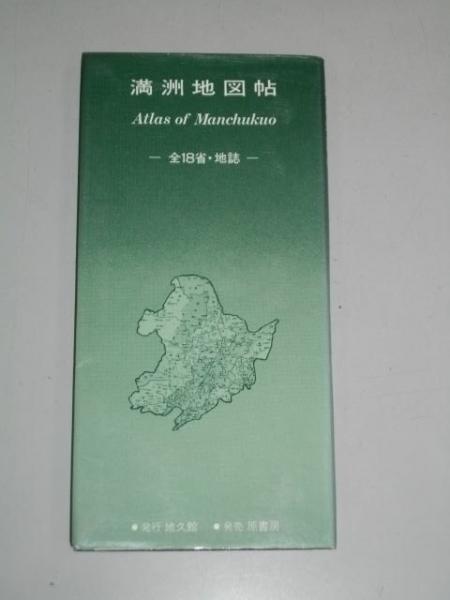 満洲地図帖
Atlas of Manchukuo
— 全18省・地誌 —
● 発行 地久館 ● 発売 原書房